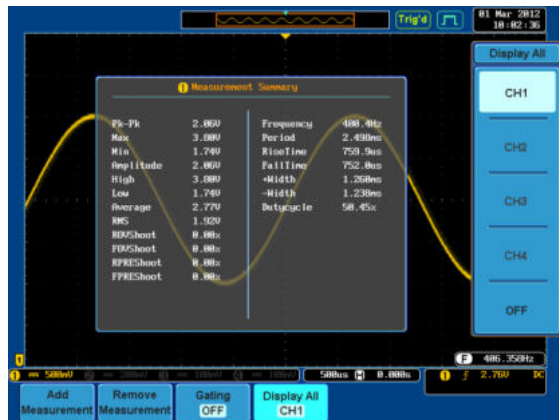 Trig'd
01 Mar 2012
10:02:36
Display All
CH1
CH2
CH3
CH4
OFF
1 Measurement Summary
Pk-Pk 2.06V
Max 3.80V
Min 1.74V
Amplitude 2.06V
High 3.80V
Low 1.74V
Average 2.77V
RMS 1.92V
ROVShoot 0.00%
FOVShoot 0.00%
RPREShoot 0.00%
FPREShoot 0.00%
Frequency 400.4Hz
Period 2.498ms
RiseTime 759.9us
FallTime 752.0us
+Width 1.260ms
-Width 1.238ms
Dutycycle 50.45%
1
F 406.358Hz
1 500mV
500us H 0.000s
1 2.76V DC
Add Measurement
Remove Measurement
Gating OFF
Display All CH1